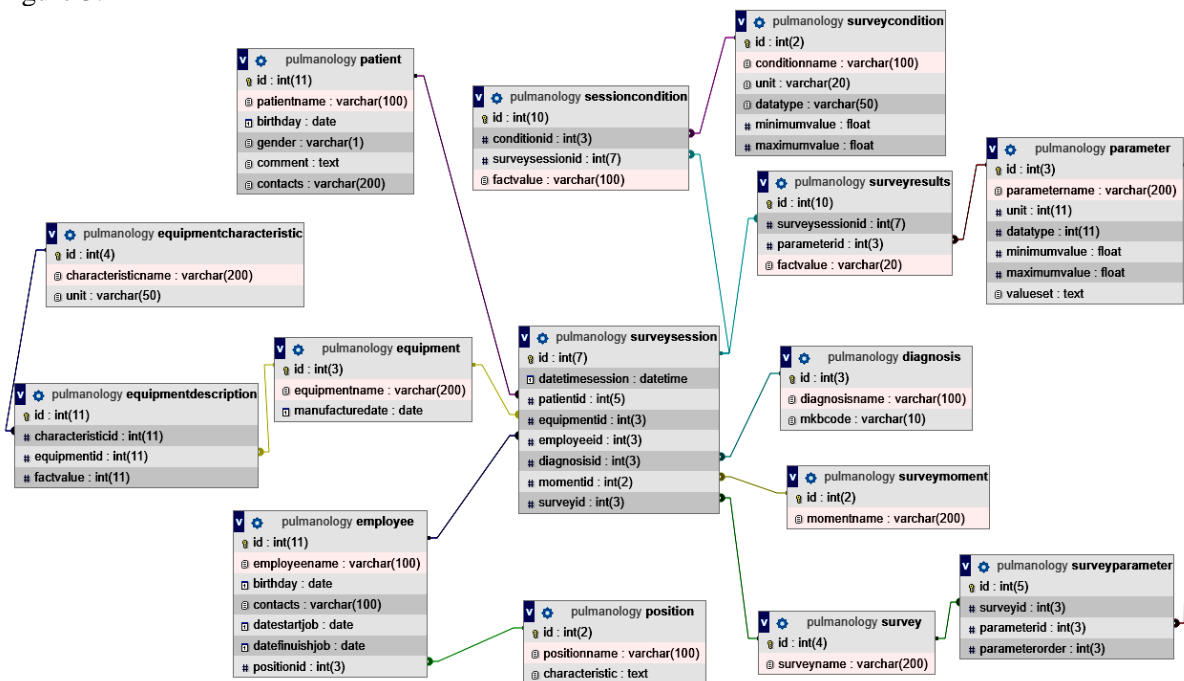 pulmanology surveycondition
id : int(2)
conditionname : varchar(100)
unit : varchar(20)
datatype : varchar(50)
minimumvalue : float
maximumvalue : float
pulmanology patient
id : int(11)
patientname : varchar(100)
birthday : date
gender : varchar(1)
comment : text
contacts : varchar(200)
pulmanology sessioncondition
id : int(10)
conditionid : int(3)
surveysessionid : int(7)
factvalue : varchar(100)
pulmanology parameter
id : int(3)
parametername : varchar(200)
unit : int(11)
datatype : int(11)
minimumvalue : float
maximumvalue : float
valueset : text
pulmanology surveyresults
id : int(10)
surveysessionid : int(7)
parameterid : int(3)
factvalue : varchar(20)
pulmanology equipmentcharacteristic
id : int(4)
characteristicname : varchar(200)
unit : varchar(50)
pulmanology equipment
id : int(3)
equipmentname : varchar(200)
manufacturedate : date
pulmanology surveysession
id : int(7)
datetimesession : datetime
patientid : int(5)
equipmentid : int(3)
employeeid : int(3)
diagnosisid : int(3)
momentid : int(2)
surveyid : int(3)
pulmanology diagnosis
id : int(3)
diagnosisname : varchar(100)
mkbcode : varchar(10)
pulmanology equipmentdescription
id : int(11)
characteristicid : int(11)
equipmentid : int(11)
factvalue : int(11)
pulmanology surveymoment
id : int(2)
momentname : varchar(200)
pulmanology employee
id : int(11)
employeename : varchar(100)
birthday : date
contacts : varchar(100)
datestartjob : date
datefinuishjob : date
positionid : int(3)
pulmanology position
id : int(2)
positionname : varchar(100)
characteristic : text
pulmanology survey
id : int(4)
surveyname : varchar(200)
pulmanology surveyparameter
id : int(5)
surveyid : int(3)
parameterid : int(3)
parameterorder : int(3)